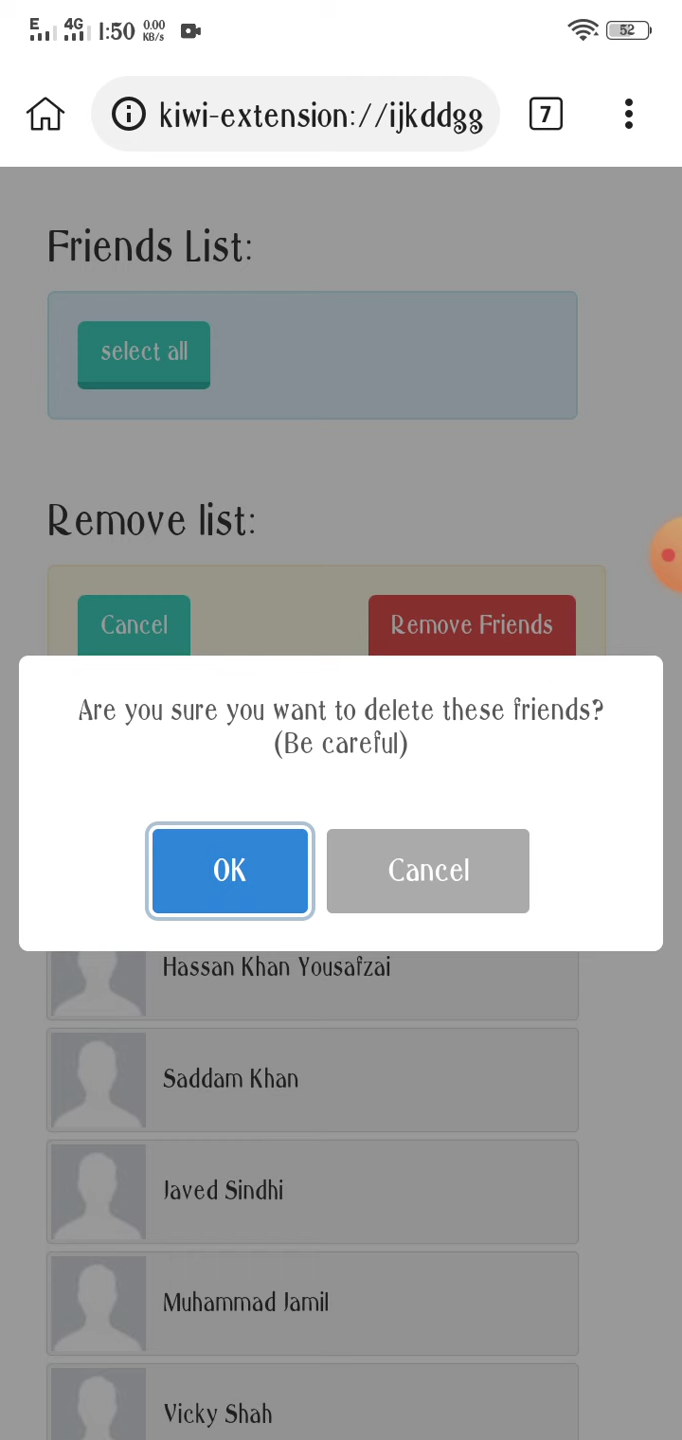 E 4G 1:50 0.00 KB/s 52
kiwi-extension://ijkddgg 7
Friends List:
select all
Remove list:
Cancel Remove Friends
Are you sure you want to delete these friends?
(Be careful)
OK Cancel
Hassan Khan Yousafzai
Saddam Khan
Javed Sindhi
Muhammad Jamil
Vicky Shah